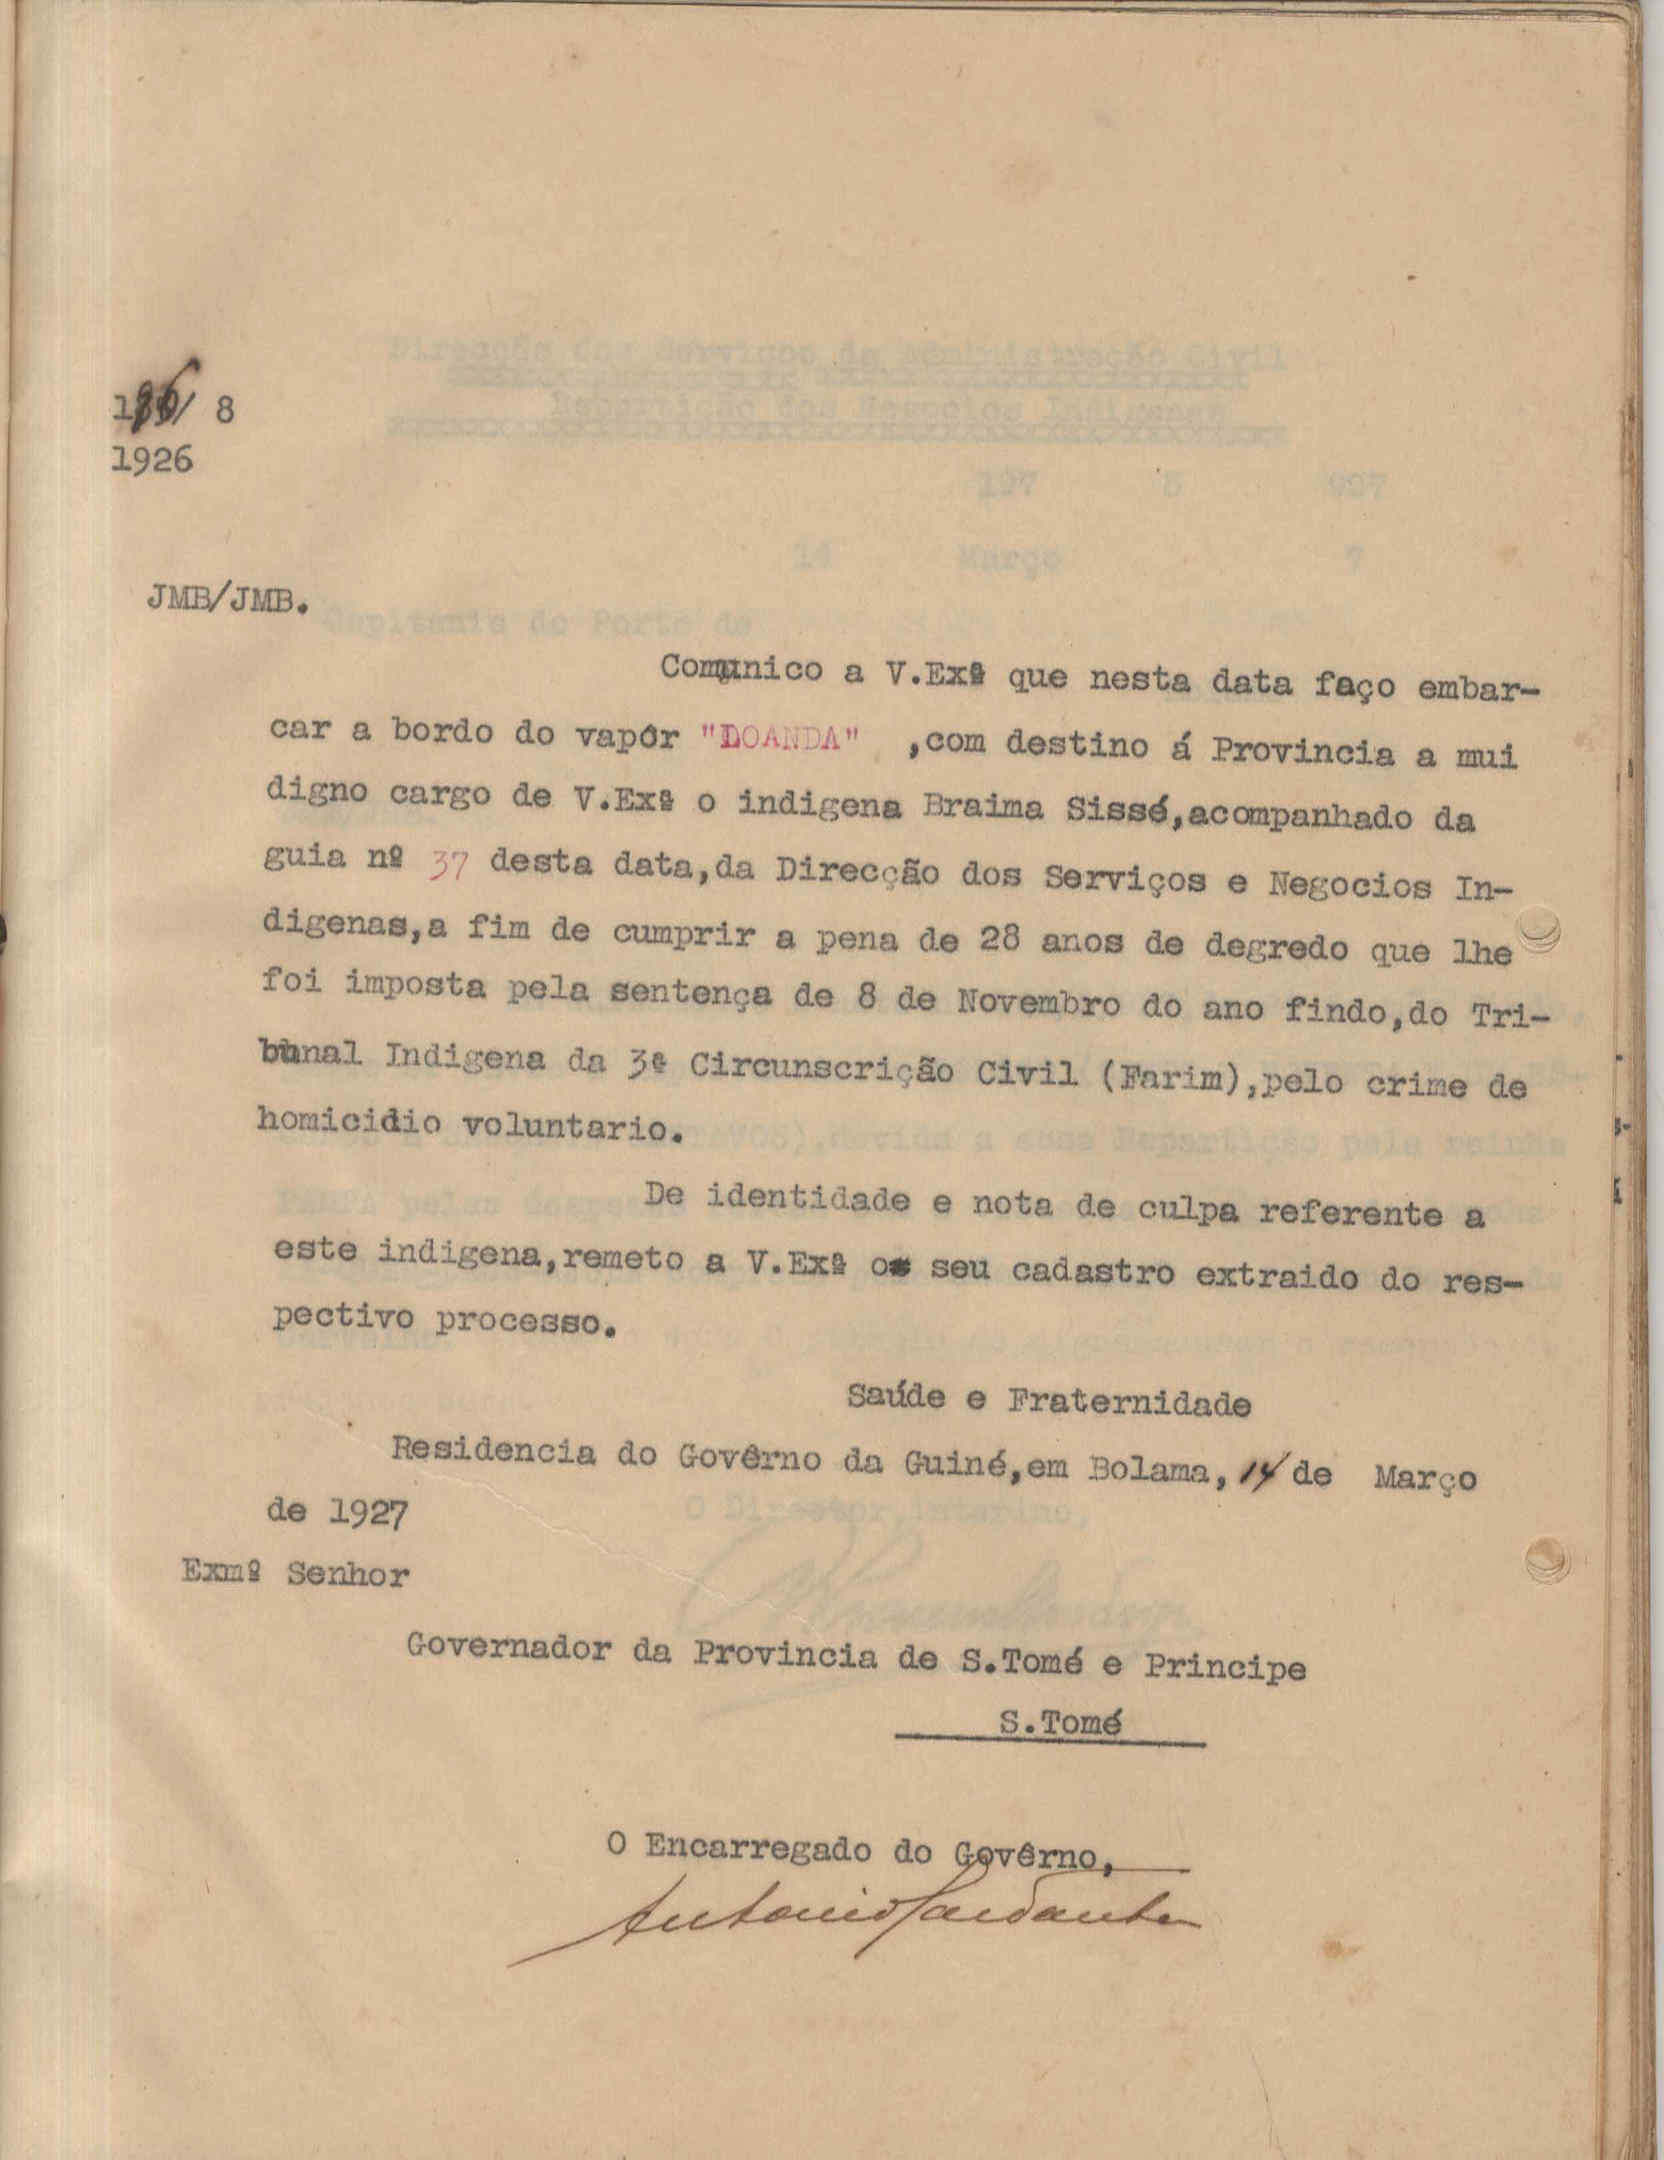 196/ 8
1926
JMB/JMB.
Comunico a V.Exª que nesta data faço embar-
car a bordo do vapôr "LOANDA" ,com destino á Provincia a mui
digno cargo de V.Exª o indigena Braima Sissé,acompanhado da
guia nº 37 desta data,da Direcção dos Serviços e Negocios In-
digenas,a fim de cumprir a pena de 28 anos de degredo que lhe
foi imposta pela sentença de 8 de Novembro do ano findo,do Tri-
bunal Indigena da 3ª Circunscrição Civil (Farim),pelo crime de
homicidio voluntario.
De identidade e nota de culpa referente a
este indigena,remeto a V.Exª o seu cadastro extraido do res-
pectivo processo.
Saúde e Fraternidade
Residencia do Govêrno da Guiné,em Bolama, 14 de Março
de 1927
Exmº Senhor
Governador da Provincia de S.Tomé e Principe
S.Tomé
O Encarregado do Govêrno,